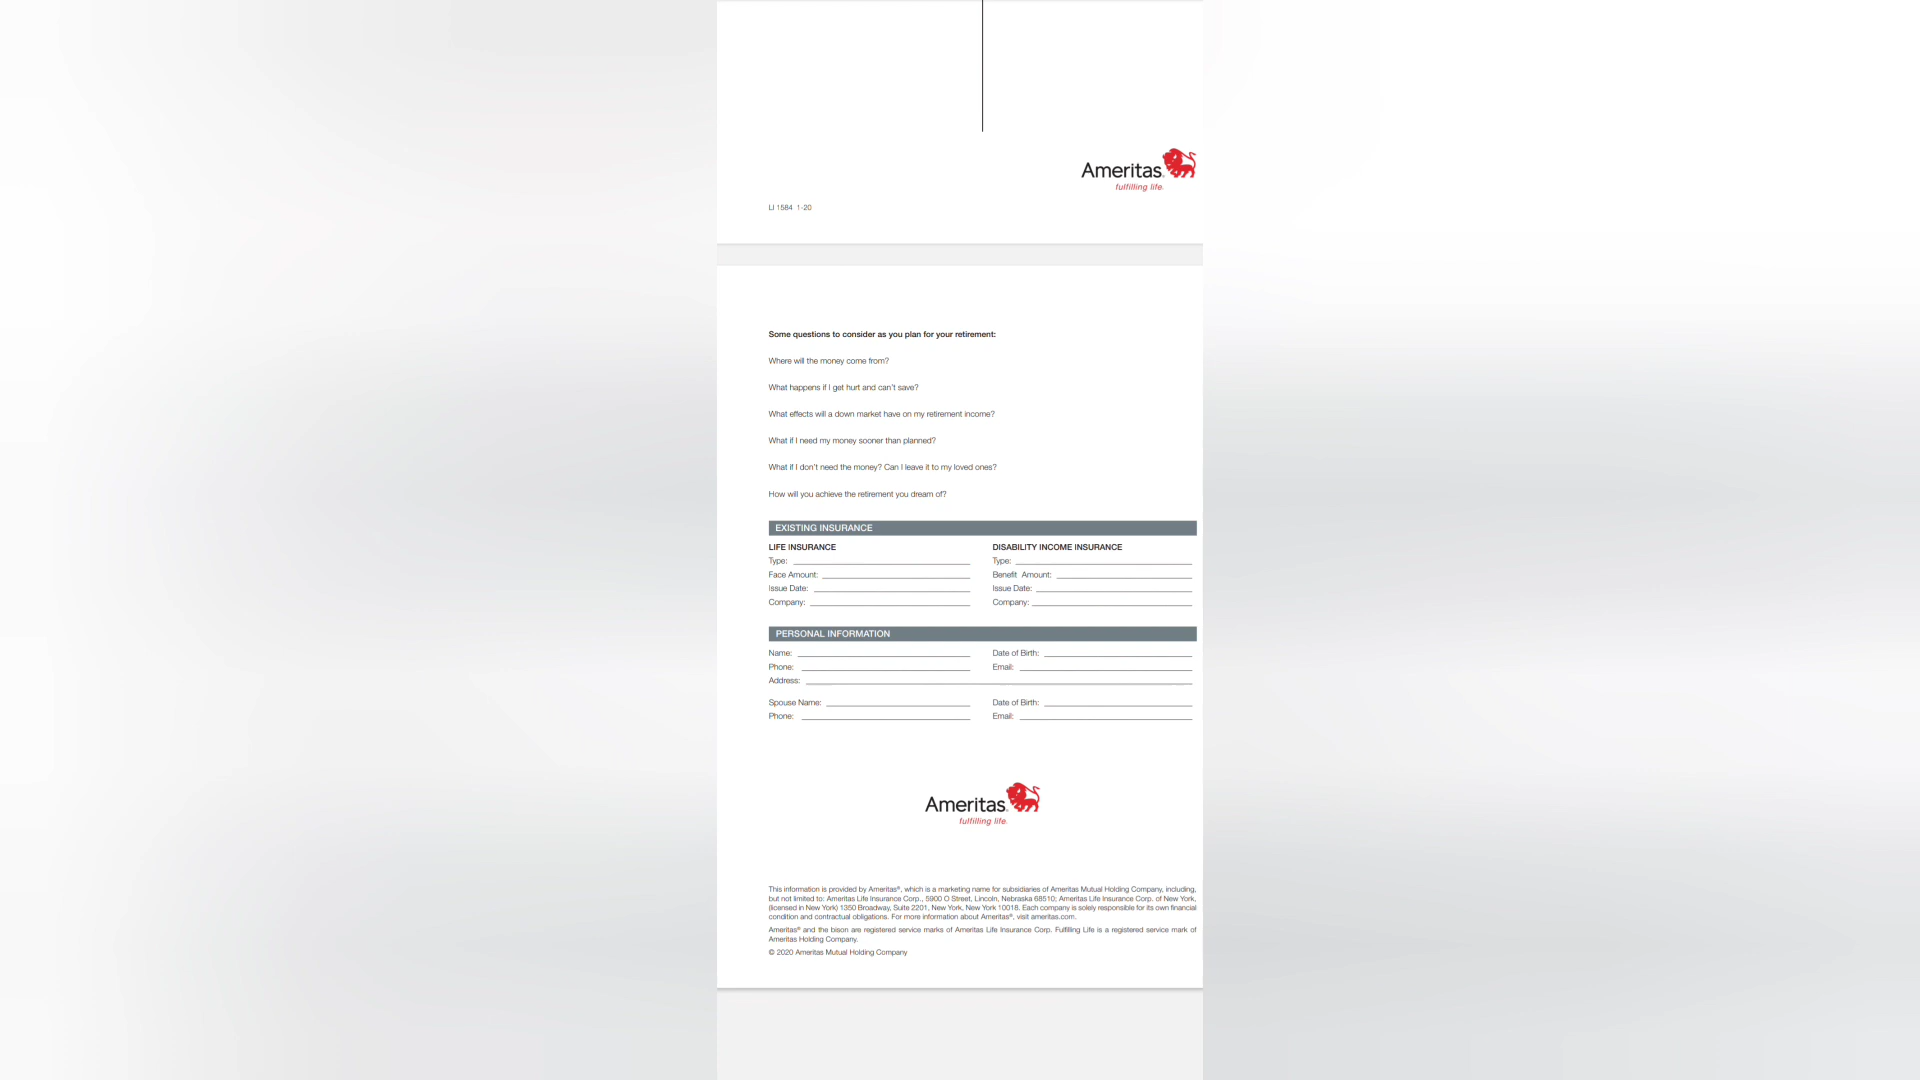 Ameritas
fulfilling life.
LI 1584 1-20
Some questions to consider as you plan for your retirement:
Where will the money come from?
What happens if I get hurt and can't save?
What effects will a down market have on my retirement income?
What if I need my money sooner than planned?
What if I don't need the money? Can I leave it to my loved ones?
How will you achieve the retirement you dream of?
EXISTING INSURANCE
LIFE INSURANCE
Type:
Face Amount:
Issue Date:
Company:
DISABILITY INCOME INSURANCE
Type:
Benefit Amount:
Issue Date:
Company:
PERSONAL INFORMATION
Name:
Date of Birth:
Phone:
Email:
Address:
Spouse Name:
Date of Birth:
Phone:
Email:
Ameritas
fulfilling life.
This information is provided by Ameritas®, which is a marketing name for subsidiaries of Ameritas Mutual Holding Company, including,
but not limited to: Ameritas Life Insurance Corp., 5900 O Street, Lincoln, Nebraska 68510; Ameritas Life Insurance Corp. of New York,
(licensed in New York) 1350 Broadway, Suite 2201, New York, New York 10018. Each company is solely responsible for its own financial
condition and contractual obligations. For more information about Ameritas®, visit ameritas.com.
Ameritas® and the bison are registered service marks of Ameritas Life Insurance Corp. Fulfilling Life is a registered service mark of
Ameritas Holding Company.
© 2020 Ameritas Mutual Holding Company